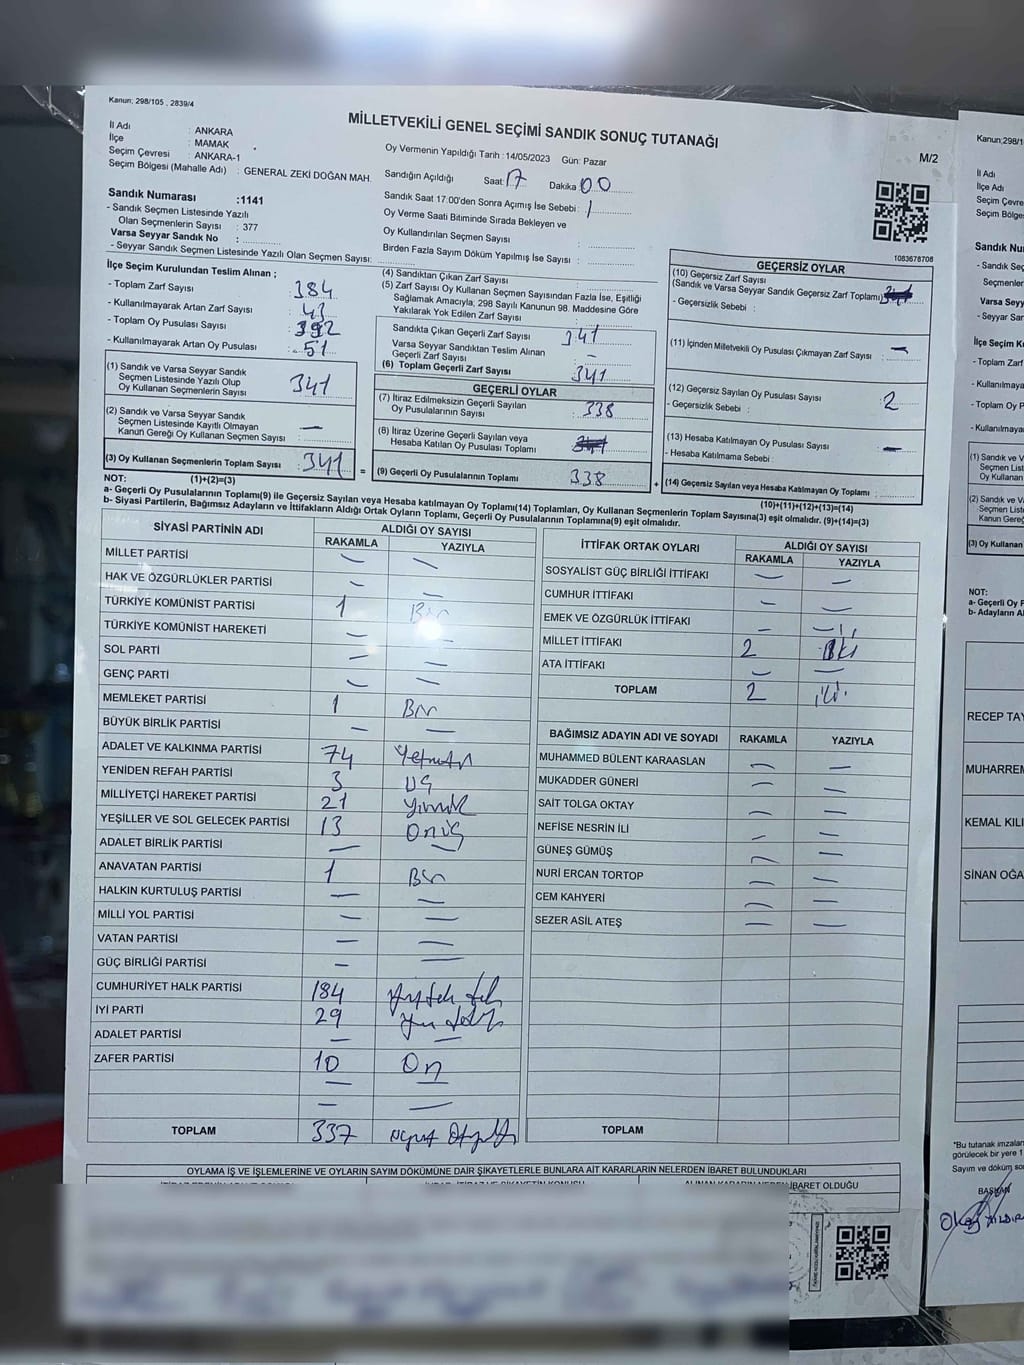 Kanun: 298/105 , 2839/4
MİLLETVEKİLİ GENEL SEÇİMİ SANDIK SONUÇ TUTANAĞI
M/2
İl Adı : ANKARA
İlçe : MAMAK
Seçim Çevresi : ANKARA-1
Seçim Bölgesi (Mahalle Adı) : GENERAL ZEKİ DOĞAN MAH.
Oy Vermenin Yapıldığı Tarih : 14/05/2023 Gün: Pazar
Sandığın Açıldığı Saat: 17 Dakika 00
Sandık Saat 17.00'den Sonra Açımış İse Sebebi : /
Oy Verme Saati Bitiminde Sırada Bekleyen ve
Oy Kullandırılan Seçmen Sayısı :
Birden Fazla Sayım Döküm Yapılmış İse Sayısı :
Sandık Numarası :1141
- Sandık Seçmen Listesinde Yazılı
Olan Seçmenlerin Sayısı : 377
Varsa Seyyar Sandık No :
- Seyyar Sandık Seçmen Listesinde Yazılı Olan Seçmen Sayısı:
1083678708
İlçe Seçim Kurulundan Teslim Alınan ;
- Toplam Zarf Sayısı : 384
- Kullanılmayarak Artan Zarf Sayısı : 43
- Toplam Oy Pusulası Sayısı : 392
- Kullanılmayarak Artan Oy Pusulası : 51
(1) Sandık ve Varsa Seyyar Sandık
Seçmen Listesinde Yazılı Olup
Oy Kullanan Seçmenlerin Sayısı 341
(2) Sandık ve Varsa Seyyar Sandık
Seçmen Listesinde Kayıtlı Olmayan
Kanun Gereği Oy Kullanan Seçmen Sayısı : —
(3) Oy Kullanan Seçmenlerin Toplam Sayısı 341
(4) Sandıktan Çıkan Zarf Sayısı :
(5) Zarf Sayısı Oy Kullanan Seçmen Sayısından Fazla İse, Eşitliği
Sağlamak Amacıyla; 298 Sayılı Kanunun 98. Maddesine Göre
Yakılarak Yok Edilen Zarf Sayısı :
Sandıkta Çıkan Geçerli Zarf Sayısı 341
Varsa Seyyar Sandıktan Teslim Alınan
Geçerli Zarf Sayısı : –
(6) Toplam Geçerli Zarf Sayısı 341
GEÇERLİ OYLAR
(7) İtiraz Edilmeksizin Geçerli Sayılan
Oy Pusulalarının Sayısı : 338
(8) İtiraz Üzerine Geçerli Sayılan veya
Hesaba Katılan Oy Pusulası Toplamı
= (9) Geçerli Oy Pusulalarının Toplamı 338
GEÇERSİZ OYLAR
(10) Geçersiz Zarf Sayısı
(Sandık ve Varsa Seyyar Sandık Geçersiz Zarf Toplamı)
- Geçersizlik Sebebi :
(11) İçinden Milletvekili Oy Pusulası Çıkmayan Zarf Sayısı : —
(12) Geçersiz Sayılan Oy Pusulası Sayısı : 2
- Geçersizlik Sebebi :
(13) Hesaba Katılmayan Oy Pusulası Sayısı : —
- Hesaba Katılmama Sebebi :
+ (14) Geçersiz Sayılan veya Hesaba Katılmayan Oy Toplamı :
NOT: (1)+(2)=(3)
(10)+(11)+(12)+(13)=(14)
a- Geçerli Oy Pusulalarının Toplamı(9) ile Geçersiz Sayılan veya Hesaba katılmayan Oy Toplamı(14) Toplamları, Oy Kullanan Seçmenlerin Toplam Sayısına(3) eşit olmalıdır. (9)+(14)=(3)
b- Siyasi Partilerin, Bağımsız Adayların ve İttifakların Aldığı Ortak Oyların Toplamı, Geçerli Oy Pusulalarının Toplamına(9) eşit olmalıdır.
SİYASİ PARTİNİN ADI ALDIĞI OY SAYISI
RAKAMLA YAZIYLA
MİLLET PARTİSİ — —
HAK VE ÖZGÜRLÜKLER PARTİSİ — —
TÜRKİYE KOMÜNİST PARTİSİ 1 Bir
TÜRKİYE KOMÜNİST HAREKETİ — —
SOL PARTİ — —
GENÇ PARTİ — —
MEMLEKET PARTİSİ 1 Bir
BÜYÜK BİRLİK PARTİSİ — —
ADALET VE KALKINMA PARTİSİ 74
YENİDEN REFAH PARTİSİ 3 Üç
MİLLİYETÇİ HAREKET PARTİSİ 21
YEŞİLLER VE SOL GELECEK PARTİSİ 13 Onüç
ADALET BİRLİK PARTİSİ — —
ANAVATAN PARTİSİ 1 Bir
HALKIN KURTULUŞ PARTİSİ — —
MİLLİ YOL PARTİSİ — —
VATAN PARTİSİ — —
GÜÇ BİRLİĞİ PARTİSİ — —
CUMHURİYET HALK PARTİSİ 184
İYİ PARTİ 29
ADALET PARTİSİ — —
ZAFER PARTİSİ 10 On
— —
— —
TOPLAM 337
İTTİFAK ORTAK OYLARI ALDIĞI OY SAYISI
RAKAMLA YAZIYLA
SOSYALİST GÜÇ BİRLİĞİ İTTİFAKI — —
CUMHUR İTTİFAKI — —
EMEK VE ÖZGÜRLÜK İTTİFAKI — —
MİLLET İTTİFAKI 2 İki
ATA İTTİFAKI — —
TOPLAM 2 iki
BAĞIMSIZ ADAYIN ADI VE SOYADI RAKAMLA YAZIYLA
MUHAMMED BÜLENT KARAASLAN — —
MUKADDER GÜNERİ — —
SAİT TOLGA OKTAY — —
NEFİSE NESRİN İLİ — —
GÜNEŞ GÜMÜŞ — —
NURİ ERCAN TORTOP — —
CEM KAHYERİ — —
SEZER ASİL ATEŞ — —
TOPLAM
OYLAMA İŞ VE İŞLEMLERİNE VE OYLARIN SAYIM DÖKÜMÜNE DAİR ŞİKAYETLERLE BUNLARA AİT KARARLARIN NELERDEN İBARET BULUNDUKLARI
İBARET OLDUĞU
Kanun;298/1
İl Adı
İlçe Adı
Seçim Çevre
Seçim Bölge
Sandık Nu
- Sandık Seç
Seçmenler
Varsa Seyy
- Seyyar San
İlçe Seçim K
- Toplam Zarf
- Kullanılmaya
- Toplam Oy P
- Kullanılmaya
(1) Sandık ve V
(2) Sandık ve Va
(3) Oy Kullanan
NOT:
a- Geçerli Oy P
b- Adayların Al
RECEP TAY
MUHARREM
KEMAL KILI
SİNAN OĞA
"Bu tutanak imzalan
görülecek bir yere 1
Sayım ve döküm so
BAŞKAN